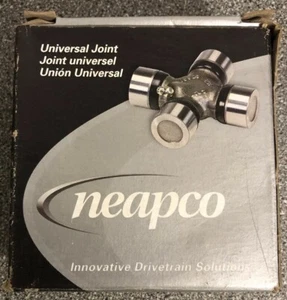 Universal Joint
Joint universel
Unión Universal
neapco
Innovative Drivetrain Solutions